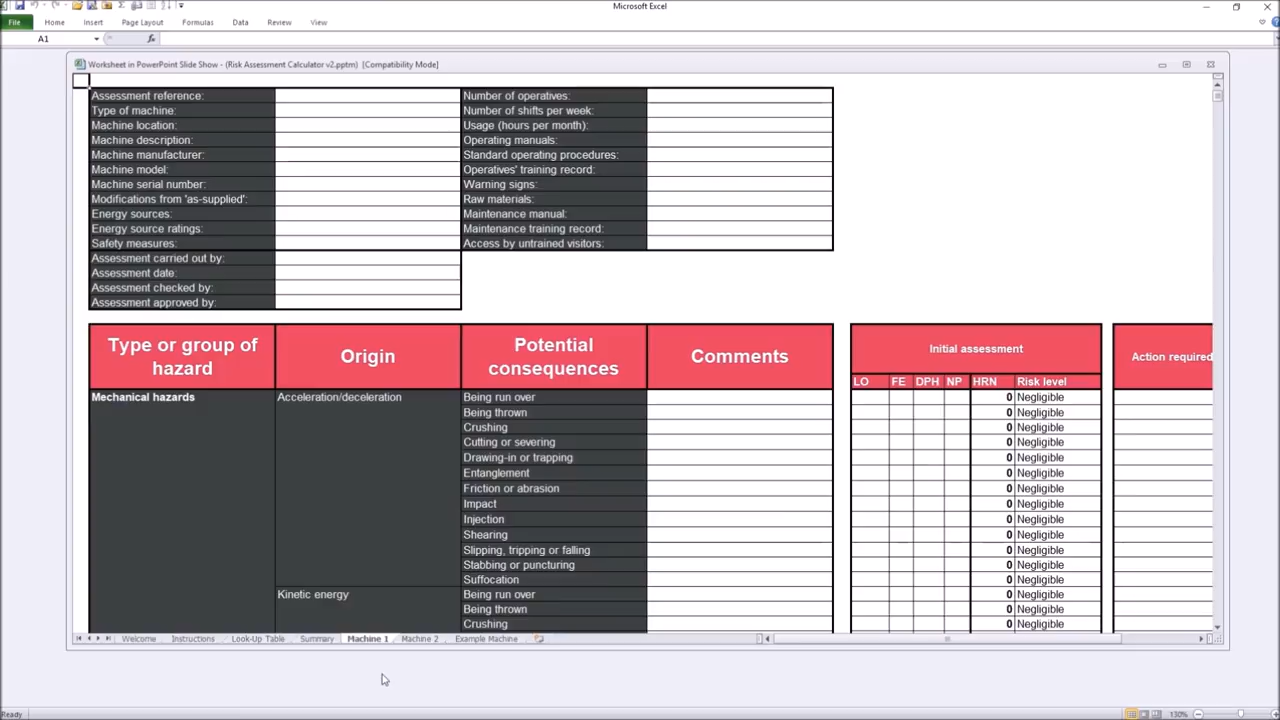 Microsoft Excel
File Home Insert Page Layout Formulas Data Review View
A1 fx
Worksheet in PowerPoint Slide Show - (Risk Assessment Calculator v2.pptm) [Compatibility Mode]
Assessment reference: Number of operatives:
Type of machine: Number of shifts per week:
Machine location: Usage (hours per month):
Machine description: Operating manuals:
Machine manufacturer: Standard operating procedures:
Machine model: Operatives' training record:
Machine serial number: Warning signs:
Modifications from 'as-supplied': Raw materials:
Energy sources: Maintenance manual:
Energy source ratings: Maintenance training record:
Safety measures: Access by untrained visitors:
Assessment carried out by:
Assessment date:
Assessment checked by:
Assessment approved by:
Type or group of hazard Origin Potential consequences Comments Initial assessment Action required
LO FE DPH NP HRN Risk level
Mechanical hazards Acceleration/deceleration Being run over 0 Negligible
Being thrown 0 Negligible
Crushing 0 Negligible
Cutting or severing 0 Negligible
Drawing-in or trapping 0 Negligible
Entanglement 0 Negligible
Friction or abrasion 0 Negligible
Impact 0 Negligible
Injection 0 Negligible
Shearing 0 Negligible
Slipping, tripping or falling 0 Negligible
Stabbing or puncturing 0 Negligible
Suffocation 0 Negligible
Kinetic energy Being run over 0 Negligible
Being thrown 0 Negligible
Crushing 0 Negligible
Welcome Instructions Look-Up Table Summary Machine 1 Machine 2 Example Machine
Ready 130%